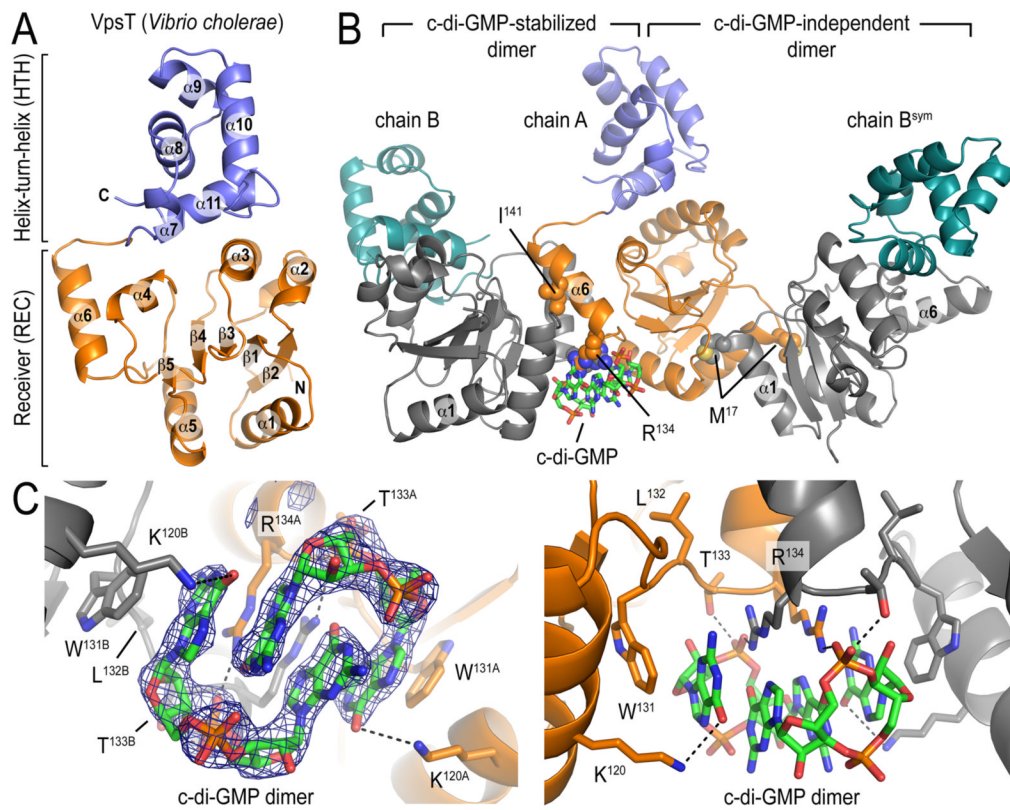 A
VpsT (Vibrio cholerae)
Helix-turn-helix (HTH)
Receiver (REC)
α9
α10
α8
C
α11
α7
α3
α2
α4
α6
β4
β3
β1
β5
β2
N
α5
α1
B
c-di-GMP-stabilized
dimer
c-di-GMP-independent
dimer
chain B
chain A
chain Bsym
I141
α6
α6
α1
M17
α1
R134
c-di-GMP
C
T133A
K120B
R134A
W131B
L132B
W131A
T133B
K120A
c-di-GMP dimer
L132
T133
R134
W131
K120
c-di-GMP dimer